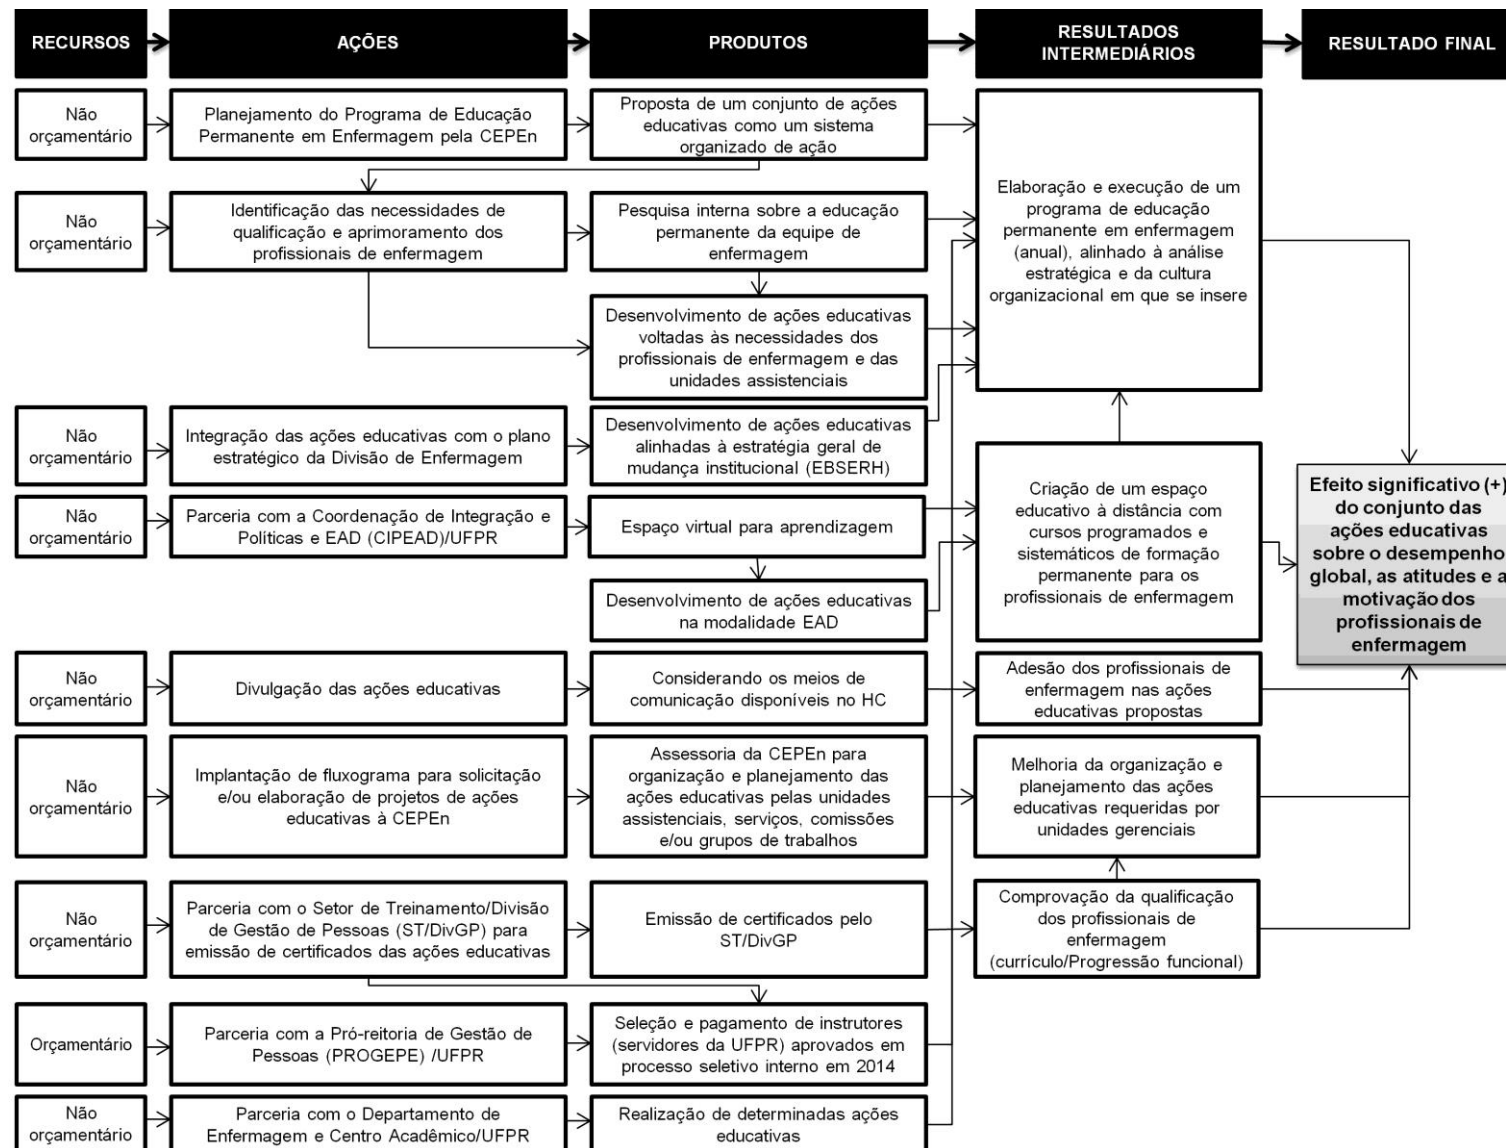 RECURSOS
AÇÕES
PRODUTOS
RESULTADOS
INTERMEDIÁRIOS
RESULTADO FINAL
Não
orçamentário
Planejamento do Programa de Educação
Permanente em Enfermagem pela CEPEn
Proposta de um conjunto de ações
educativas como um sistema
organizado de ação
Elaboração e execução de um
programa de educação
permanente em enfermagem
(anual), alinhado à análise
estratégica e da cultura
organizacional em que se insere
Não
orçamentário
Identificação das necessidades de
qualificação e aprimoramento dos
profissionais de enfermagem
Pesquisa interna sobre a educação
permanente da equipe de
enfermagem
Desenvolvimento de ações educativas
voltadas às necessidades dos
profissionais de enfermagem e das
unidades assistenciais
Não
orçamentário
Integração das ações educativas com o plano
estratégico da Divisão de Enfermagem
Desenvolvimento de ações educativas
alinhadas à estratégia geral de
mudança institucional (EBSERH)
Criação de um espaço
educativo à distância com
cursos programados e
sistemáticos de formação
permanente para os
profissionais de enfermagem
Efeito significativo (+)
do conjunto das
ações educativas
sobre o desempenho
global, as atitudes e a
motivação dos
profissionais de
enfermagem
Não
orçamentário
Parceria com a Coordenação de Integração e
Políticas e EAD (CIPEAD)/UFPR
Espaço virtual para aprendizagem
Desenvolvimento de ações educativas
na modalidade EAD
Não
orçamentário
Divulgação das ações educativas
Considerando os meios de
comunicação disponíveis no HC
Adesão dos profissionais de
enfermagem nas ações
educativas propostas
Não
orçamentário
Implantação de fluxograma para solicitação
e/ou elaboração de projetos de ações
educativas à CEPEn
Assessoria da CEPEn para
organização e planejamento das
ações educativas pelas unidades
assistenciais, serviços, comissões
e/ou grupos de trabalhos
Melhoria da organização e
planejamento das ações
educativas requeridas por
unidades gerenciais
Não
orçamentário
Parceria com o Setor de Treinamento/Divisão
de Gestão de Pessoas (ST/DivGP) para
emissão de certificados das ações educativas
Emissão de certificados pelo
ST/DivGP
Comprovação da qualificação
dos profissionais de
enfermagem
(currículo/Progressão funcional)
Orçamentário
Parceria com a Pró-reitoria de Gestão de
Pessoas (PROGEPE) /UFPR
Seleção e pagamento de instrutores
(servidores da UFPR) aprovados em
processo seletivo interno em 2014
Não
orçamentário
Parceria com o Departamento de
Enfermagem e Centro Acadêmico/UFPR
Realização de determinadas ações
educativas